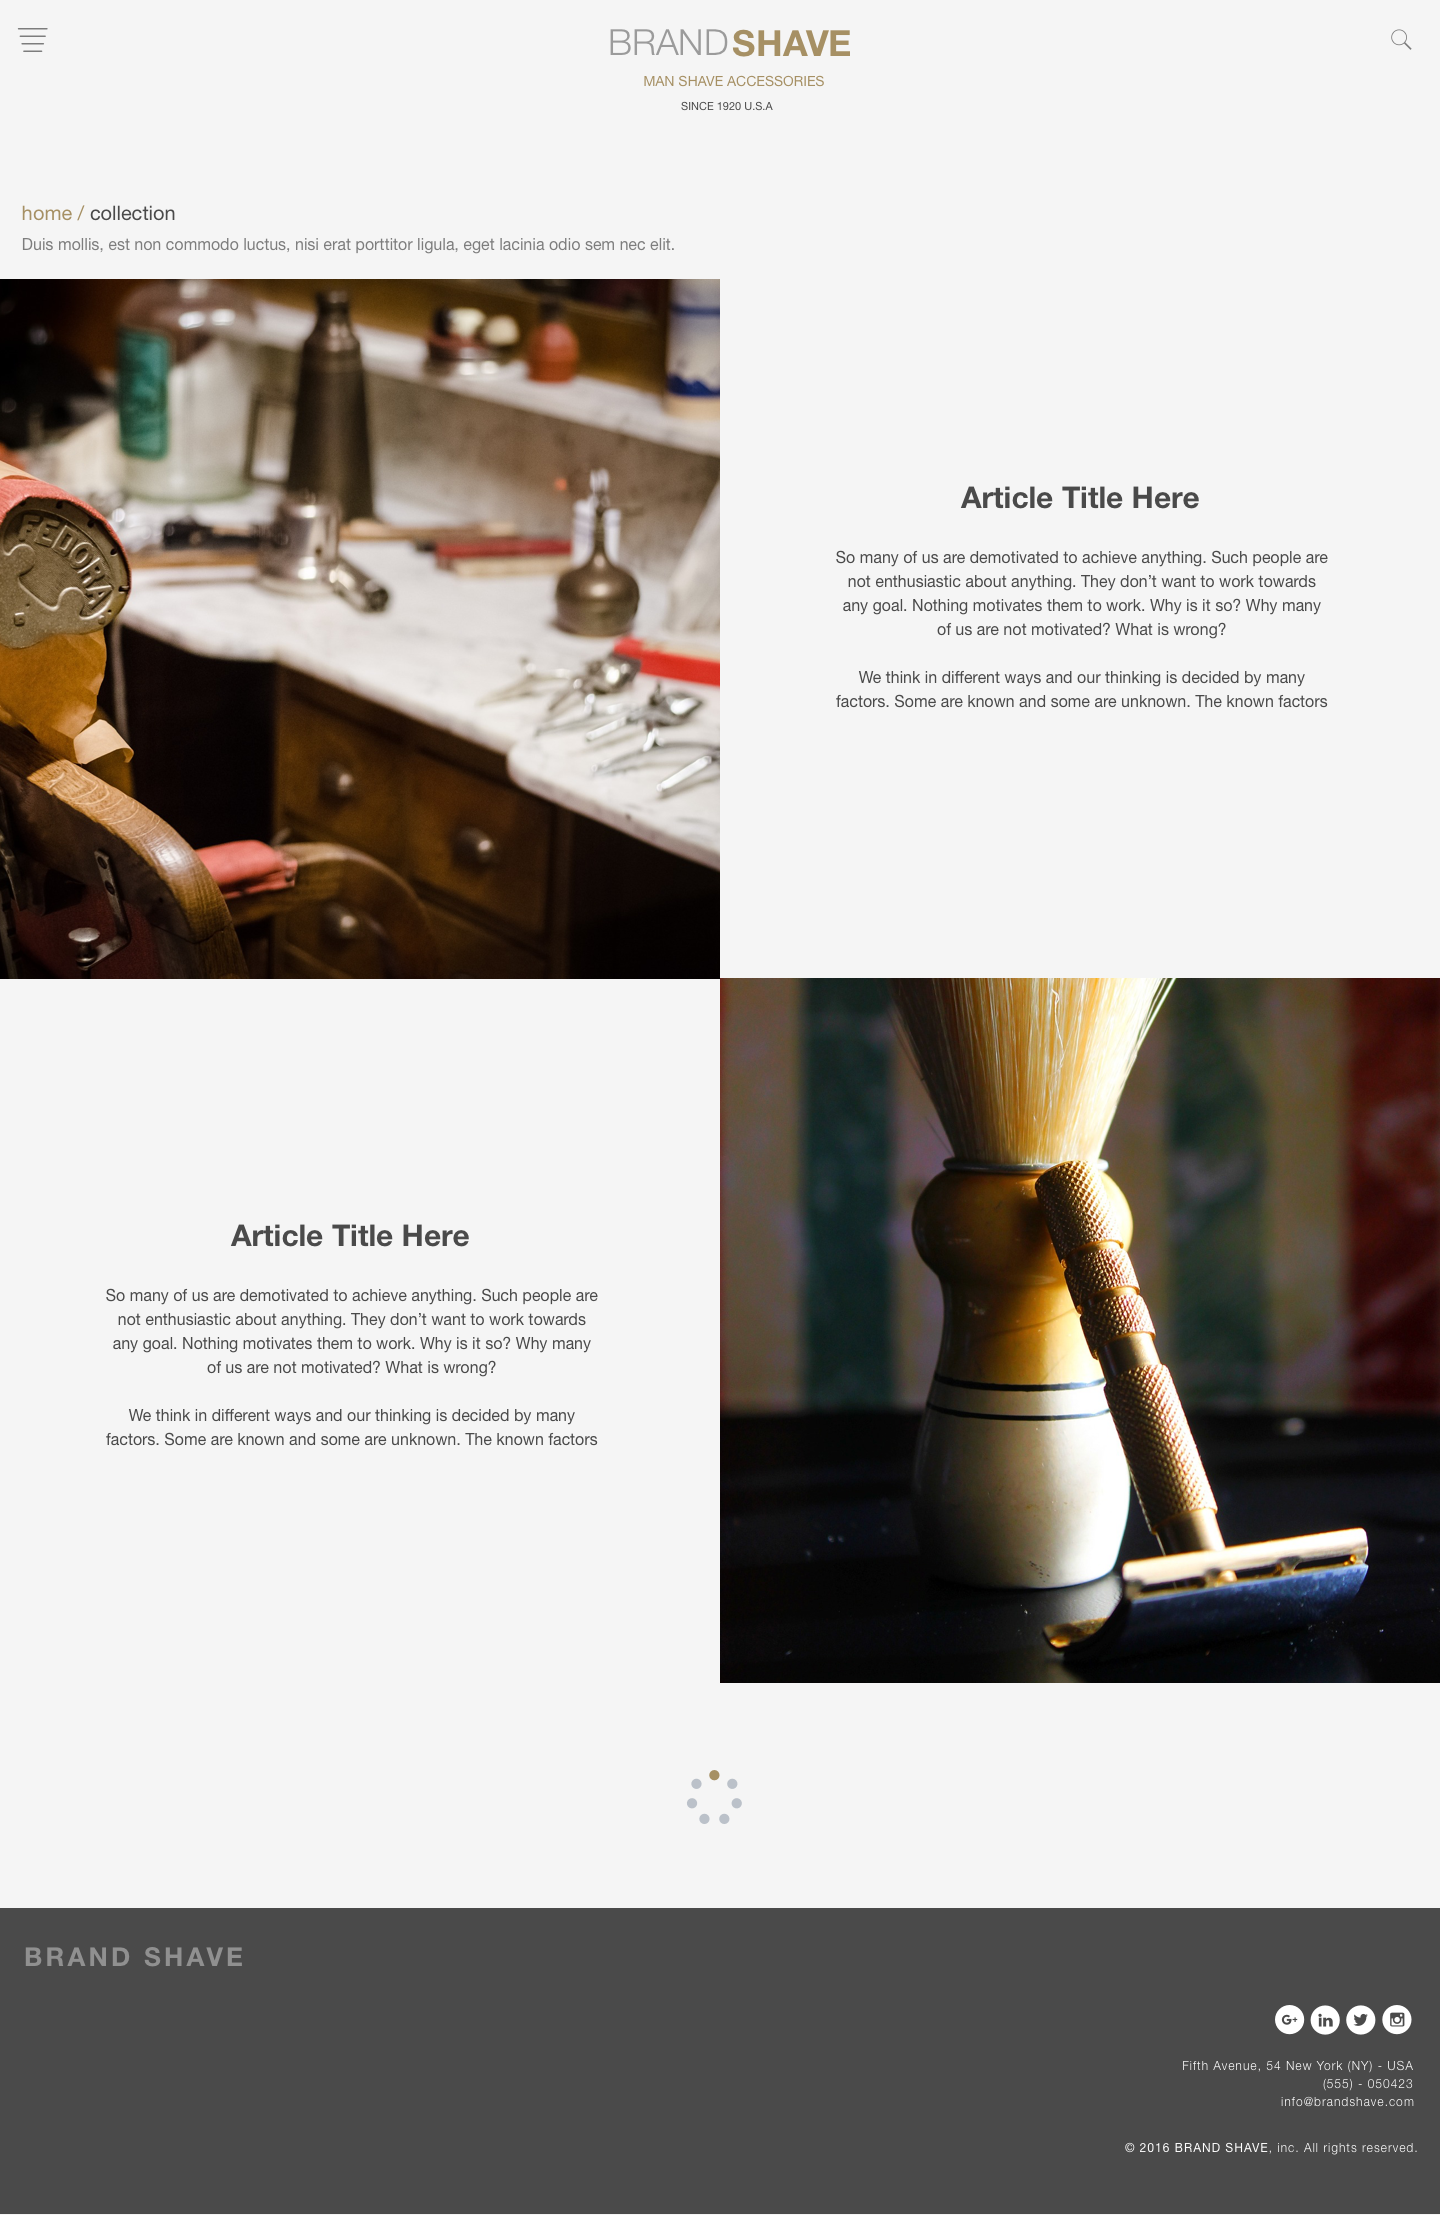 BRANDSHAVE
MAN SHAVE ACCESSORIES
SINCE 1920 U.S.A
home / collection
Duis mollis, est non commodo luctus, nisi erat porttitor ligula, eget lacinia odio sem nec elit.
FEDORA
Article Title Here
So many of us are demotivated to achieve anything. Such people are
not enthusiastic about anything. They don’t want to work towards
any goal. Nothing motivates them to work. Why is it so? Why many
of us are not motivated? What is wrong?
We think in different ways and our thinking is decided by many
factors. Some are known and some are unknown. The known factors
Article Title Here
So many of us are demotivated to achieve anything. Such people are
not enthusiastic about anything. They don’t want to work towards
any goal. Nothing motivates them to work. Why is it so? Why many
of us are not motivated? What is wrong?
We think in different ways and our thinking is decided by many
factors. Some are known and some are unknown. The known factors
BRAND SHAVE
G+ in
Fifth Avenue, 54 New York (NY) - USA
(555) - 050423
info@brandshave.com
© 2016 BRAND SHAVE, inc. All rights reserved.